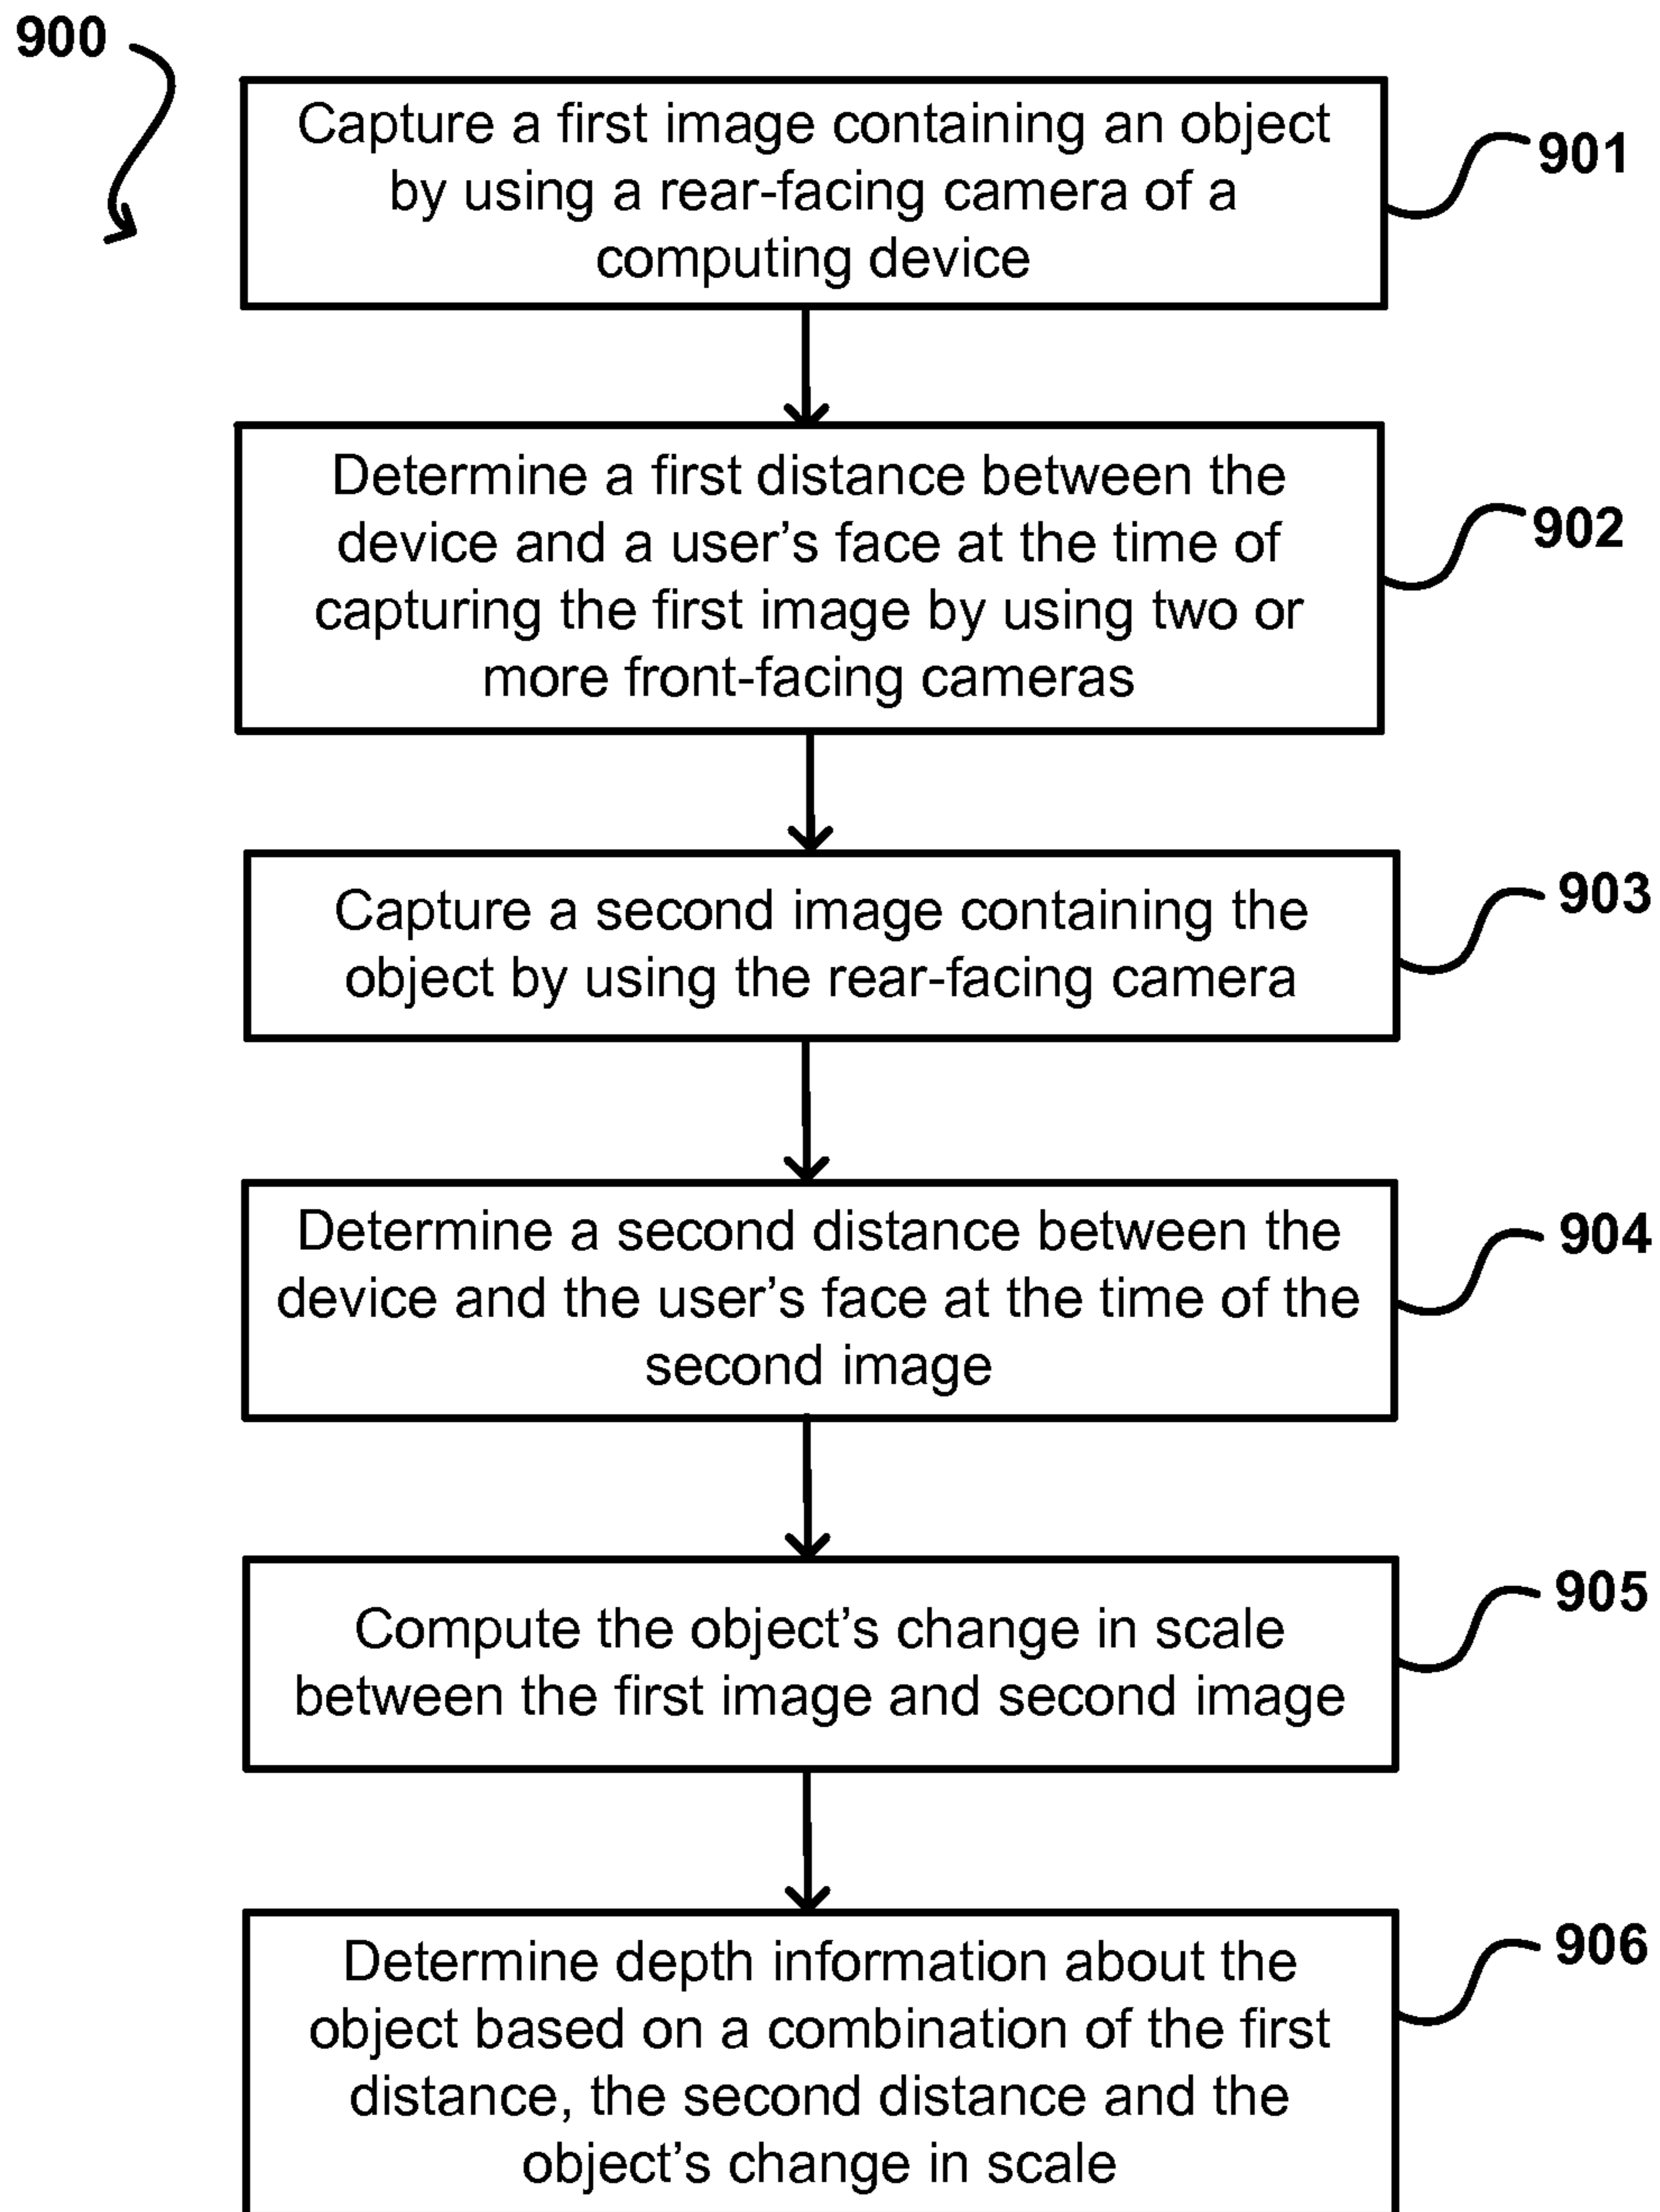 900
Capture a first image containing an object
by using a rear-facing camera of a
computing device
901
Determine a first distance between the
device and a user’s face at the time of
capturing the first image by using two or
more front-facing cameras
902
Capture a second image containing the
object by using the rear-facing camera
903
Determine a second distance between the
device and the user’s face at the time of the
second image
904
Compute the object’s change in scale
between the first image and second image
905
Determine depth information about the
object based on a combination of the first
distance, the second distance and the
object’s change in scale
906